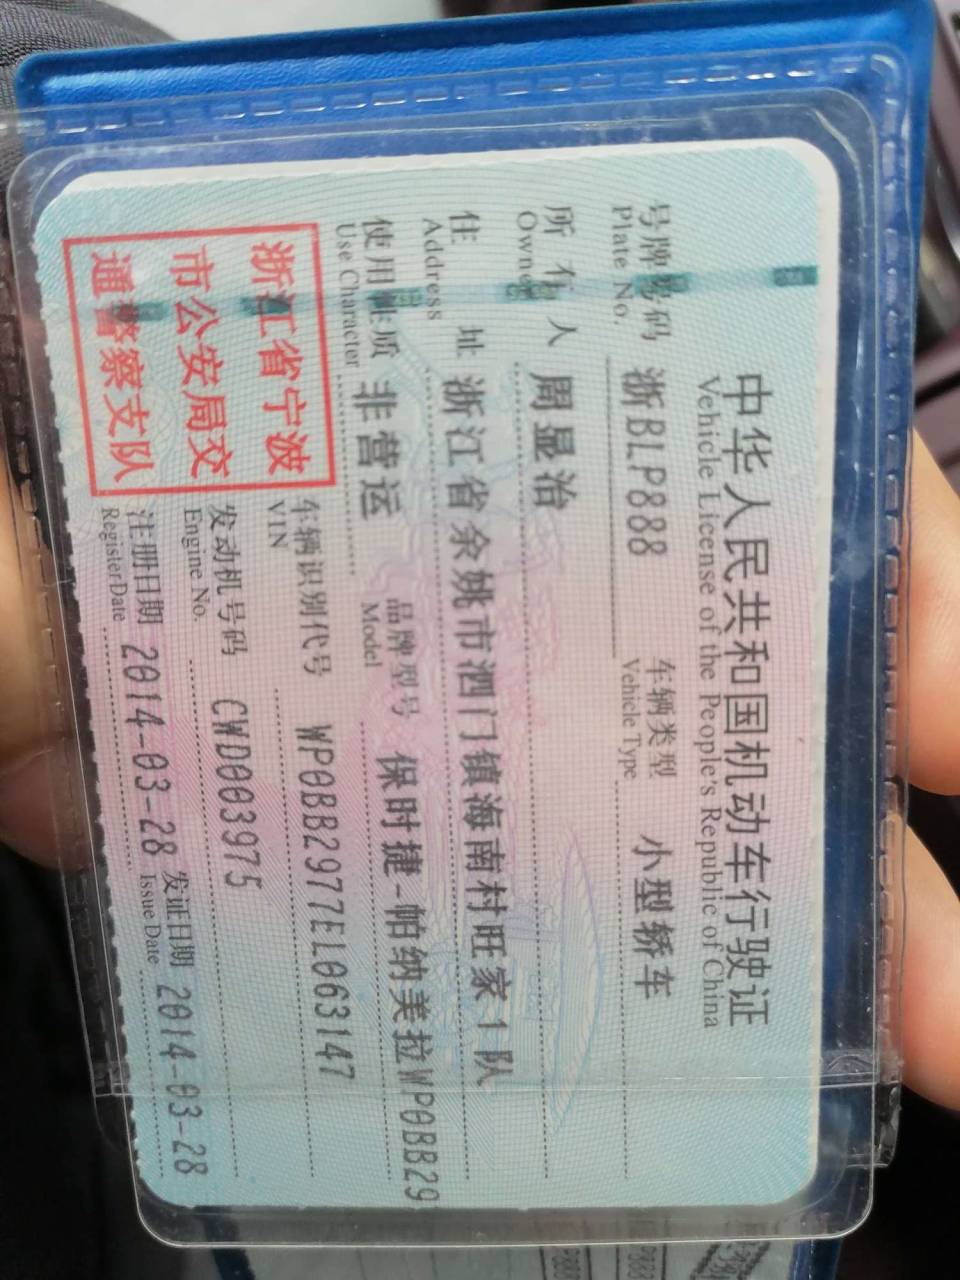 中华人民共和国机动车行驶证
Vehicle License of the People's Republic of China
号牌号码 浙BLP888 车辆类型 小型轿车
Plate No. Vehicle Type
所有人 周显治
Owner
住址 浙江省余姚市泗门镇海南村旺家1队
Address
使用性质 非营运 品牌型号 保时捷-帕纳美拉WP0BB29
Use Character Model
浙江省宁波
市公安局交
通警察支队
车辆识别代号 WP0BB2977EL063147
VIN
发动机号码 CWD003975
Engine No.
注册日期 2014-03-28 发证日期 2014-03-28
Register Date Issue Date